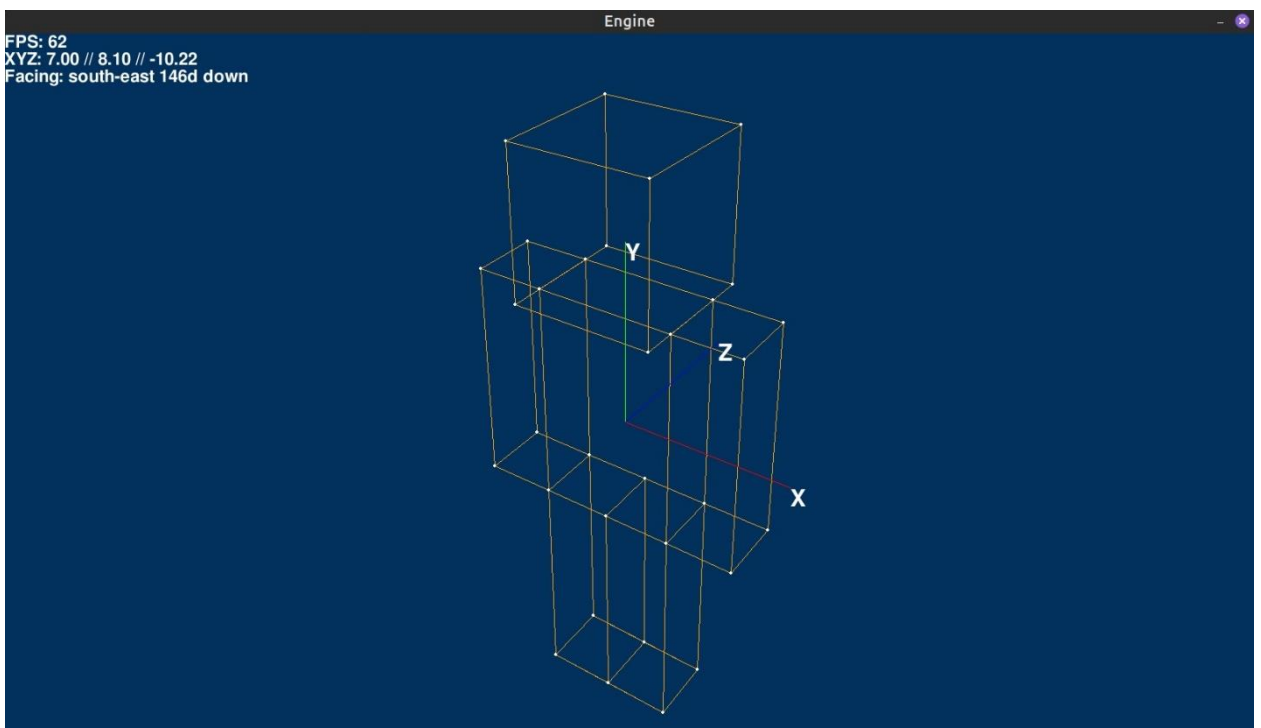 Engine
FPS: 62
XYZ: 7.00 // 8.10 // -10.22
Facing: south-east 146d down
Y
Z
X